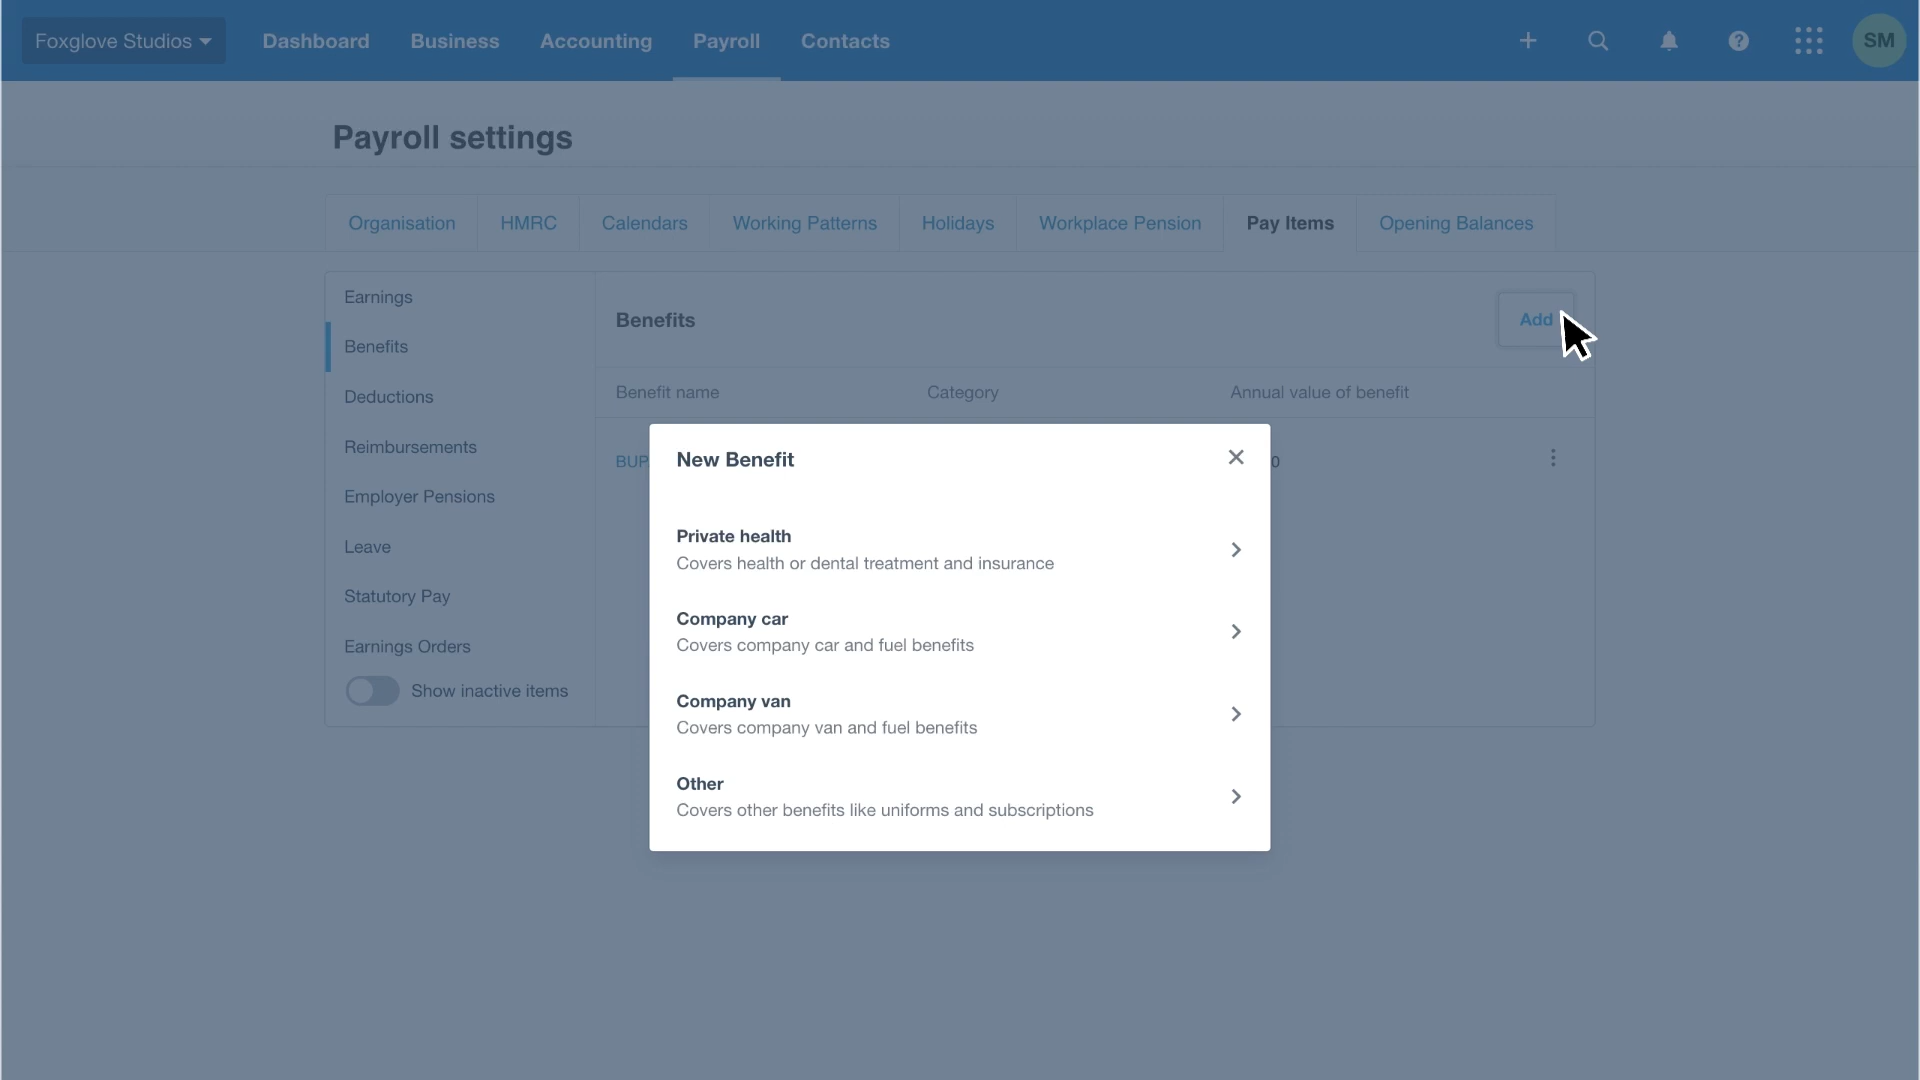 Foxglove Studios
Dashboard
Business
Accounting
Payroll
Contacts
SM
Payroll settings
Organisation
HMRC
Calendars
Working Patterns
Holidays
Workplace Pension
Pay Items
Opening Balances
Earnings
Benefits
Deductions
Reimbursements
Employer Pensions
Leave
Statutory Pay
Earnings Orders
Show inactive items
Benefits
Add
Benefit name
Category
Annual value of benefit
BUP
0
New Benefit
Private health
Covers health or dental treatment and insurance
Company car
Covers company car and fuel benefits
Company van
Covers company van and fuel benefits
Other
Covers other benefits like uniforms and subscriptions